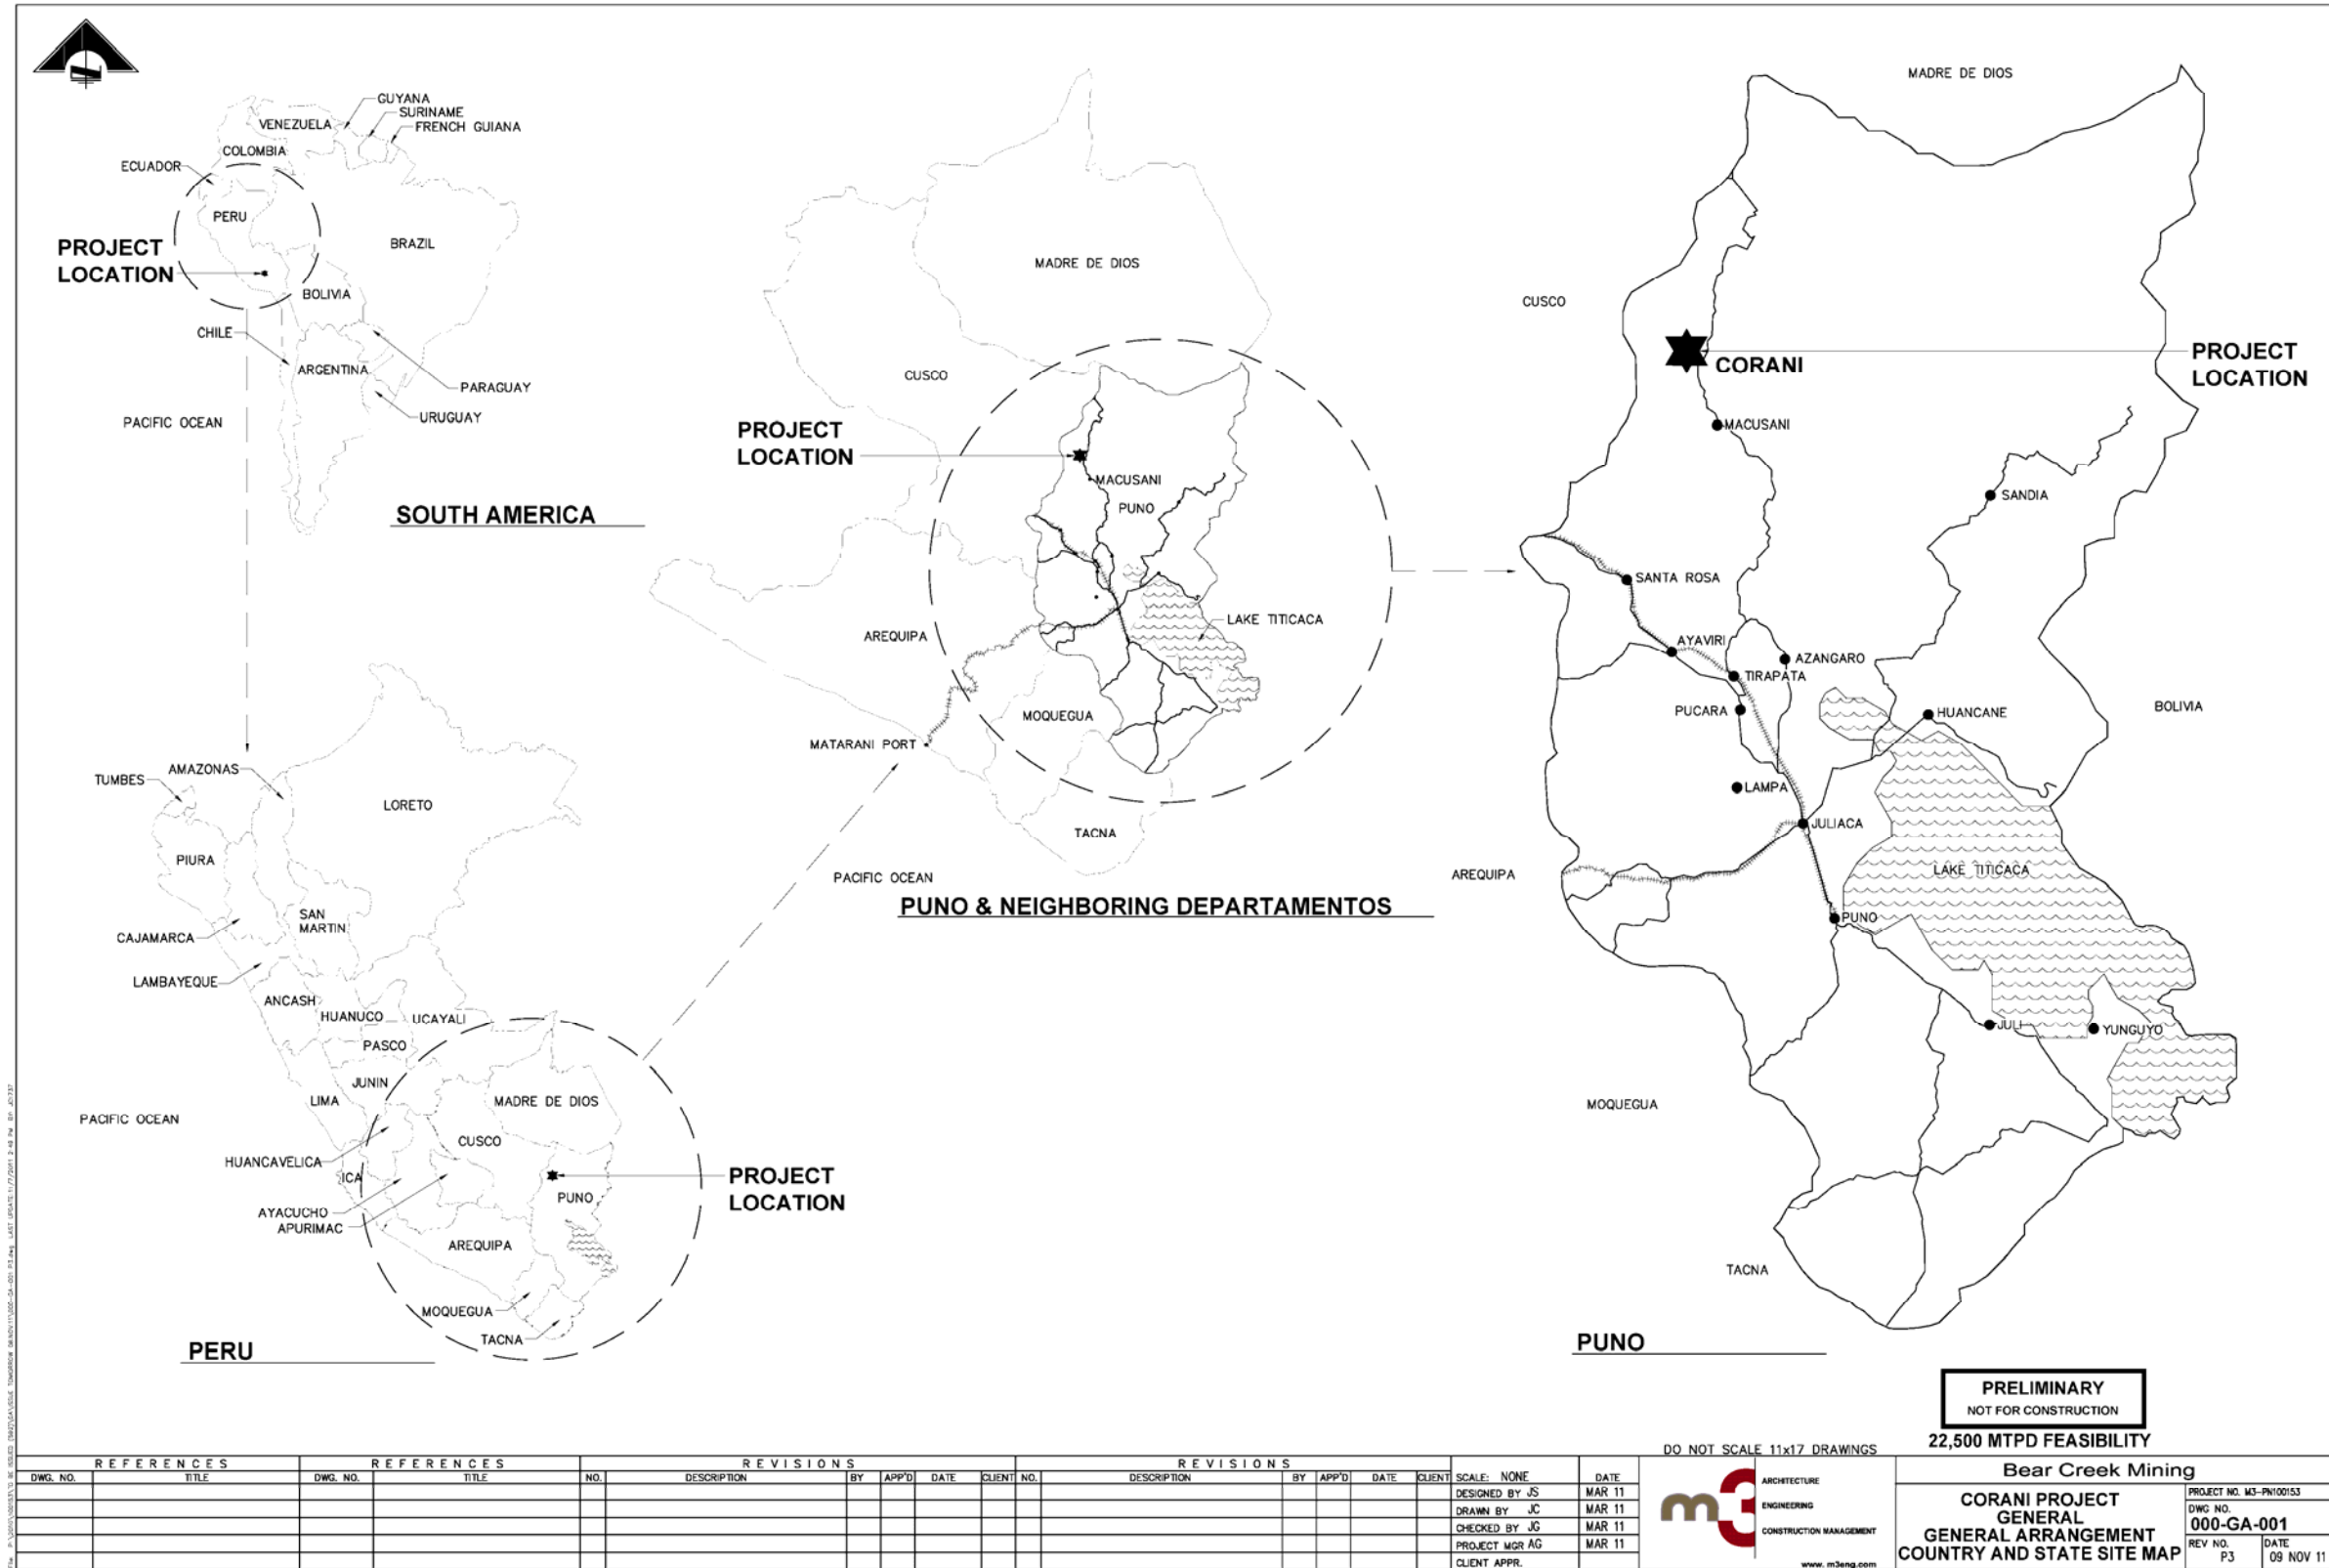 GUYANA
SURINAME
FRENCH GUIANA
VENEZUELA
COLOMBIA
ECUADOR
PERU
BRAZIL
PROJECT
LOCATION
BOLIVIA
CHILE
ARGENTINA
PARAGUAY
URUGUAY
PACIFIC OCEAN
SOUTH AMERICA
TUMBES
AMAZONAS
LORETO
PIURA
SAN
MARTIN
CAJAMARCA
LAMBAYEQUE
ANCASH
HUANUCO
UCAYALI
PASCO
JUNIN
LIMA
MADRE DE DIOS
PACIFIC OCEAN
CUSCO
HUANCAVELICA
ICA
PROJECT
LOCATION
PUNO
AYACUCHO
APURIMAC
AREQUIPA
MOQUEGUA
TACNA
PERU
MADRE DE DIOS
CUSCO
PROJECT
LOCATION
MACUSANI
PUNO
LAKE TITICACA
AREQUIPA
MOQUEGUA
MATARANI PORT
TACNA
PACIFIC OCEAN
PUNO & NEIGHBORING DEPARTAMENTOS
MADRE DE DIOS
CUSCO
CORANI
PROJECT
LOCATION
MACUSANI
SANDIA
SANTA ROSA
AYAVIRI
AZANGARO
TIRAPATA
PUCARA
HUANCANE
BOLIVIA
LAMPA
JULIACA
LAKE TITICACA
AREQUIPA
PUNO
JULI
YUNGUYO
MOQUEGUA
TACNA
PUNO
PRELIMINARY
NOT FOR CONSTRUCTION
22,500 MTPD FEASIBILITY
DO NOT SCALE 11x17 DRAWINGS
REFERENCES REFERENCES REVISIONS REVISIONS
DWG. NO. TITLE DWG. NO. TITLE NO. DESCRIPTION BY APP'D DATE CLIENT NO. DESCRIPTION BY APP'D DATE CLIENT
SCALE: NONE DATE
DESIGNED BY JS MAR 11
DRAWN BY JC MAR 11
CHECKED BY JG MAR 11
PROJECT MGR AG MAR 11
CLIENT APPR.
m3
ARCHITECTURE
ENGINEERING
CONSTRUCTION MANAGEMENT
www.m3eng.com
Bear Creek Mining
CORANI PROJECT
GENERAL
GENERAL ARRANGEMENT
COUNTRY AND STATE SITE MAP
PROJECT NO. M3-PN100153
DWG NO.
000-GA-001
REV NO. DATE
P3 09 NOV 11